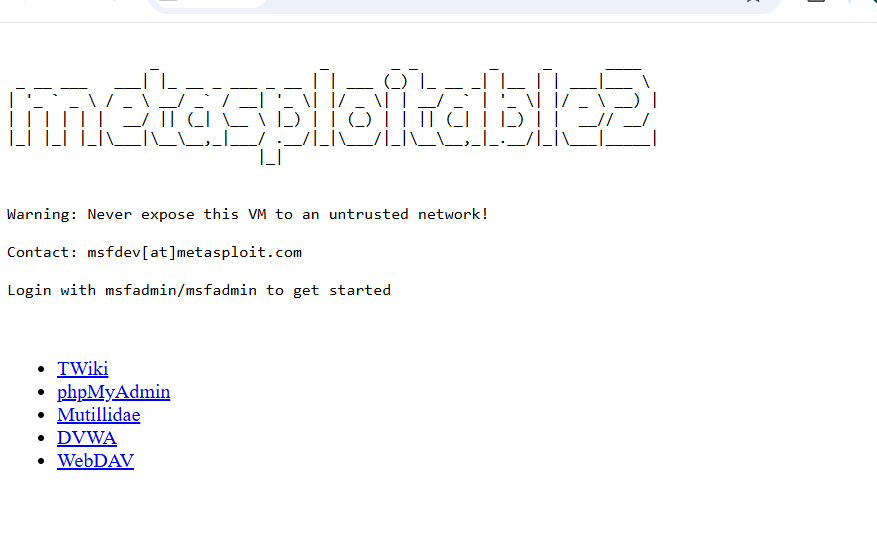 metasploitable2
Warning: Never expose this VM to an untrusted network!
Contact: msfdev[at]metasploit.com
Login with msfadmin/msfadmin to get started
TWiki
phpMyAdmin
Mutillidae
DVWA
WebDAV